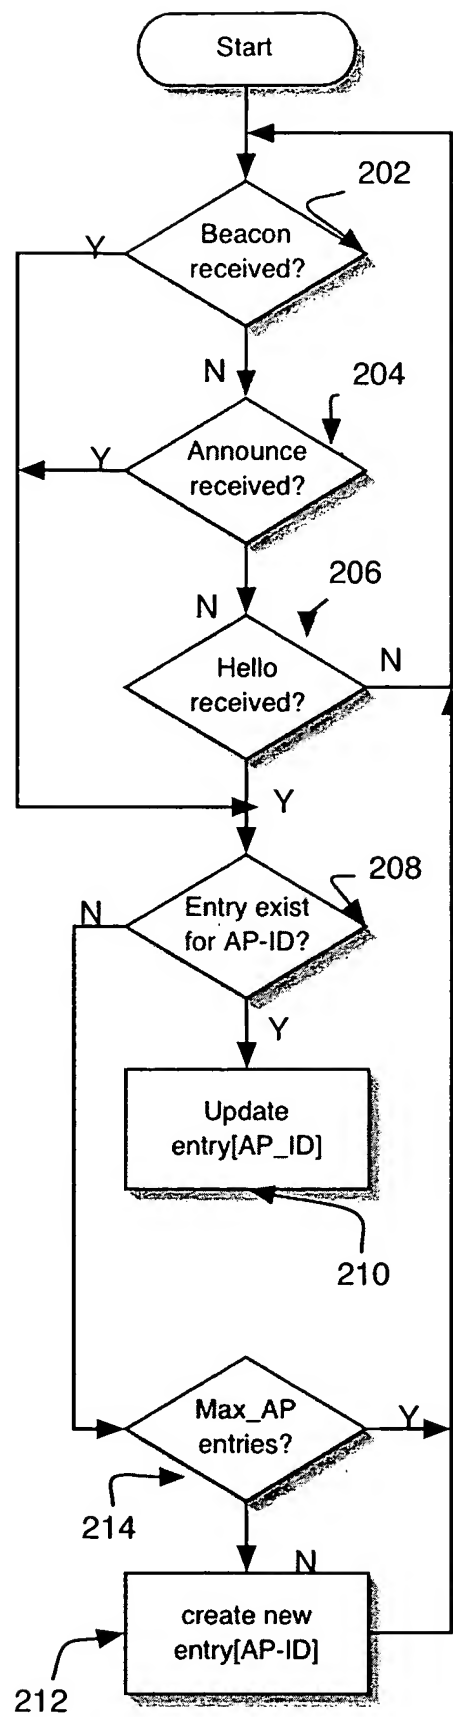 Start
202
Beacon
received?
Y
N
204
Announce
received?
Y
206
N
Hello
received?
N
Y
208
Entry exist
for AP-ID?
N
Y
Update
entry[AP_ID]
210
Max_AP
entries?
Y
214
N
create new
entry[AP-ID]
212